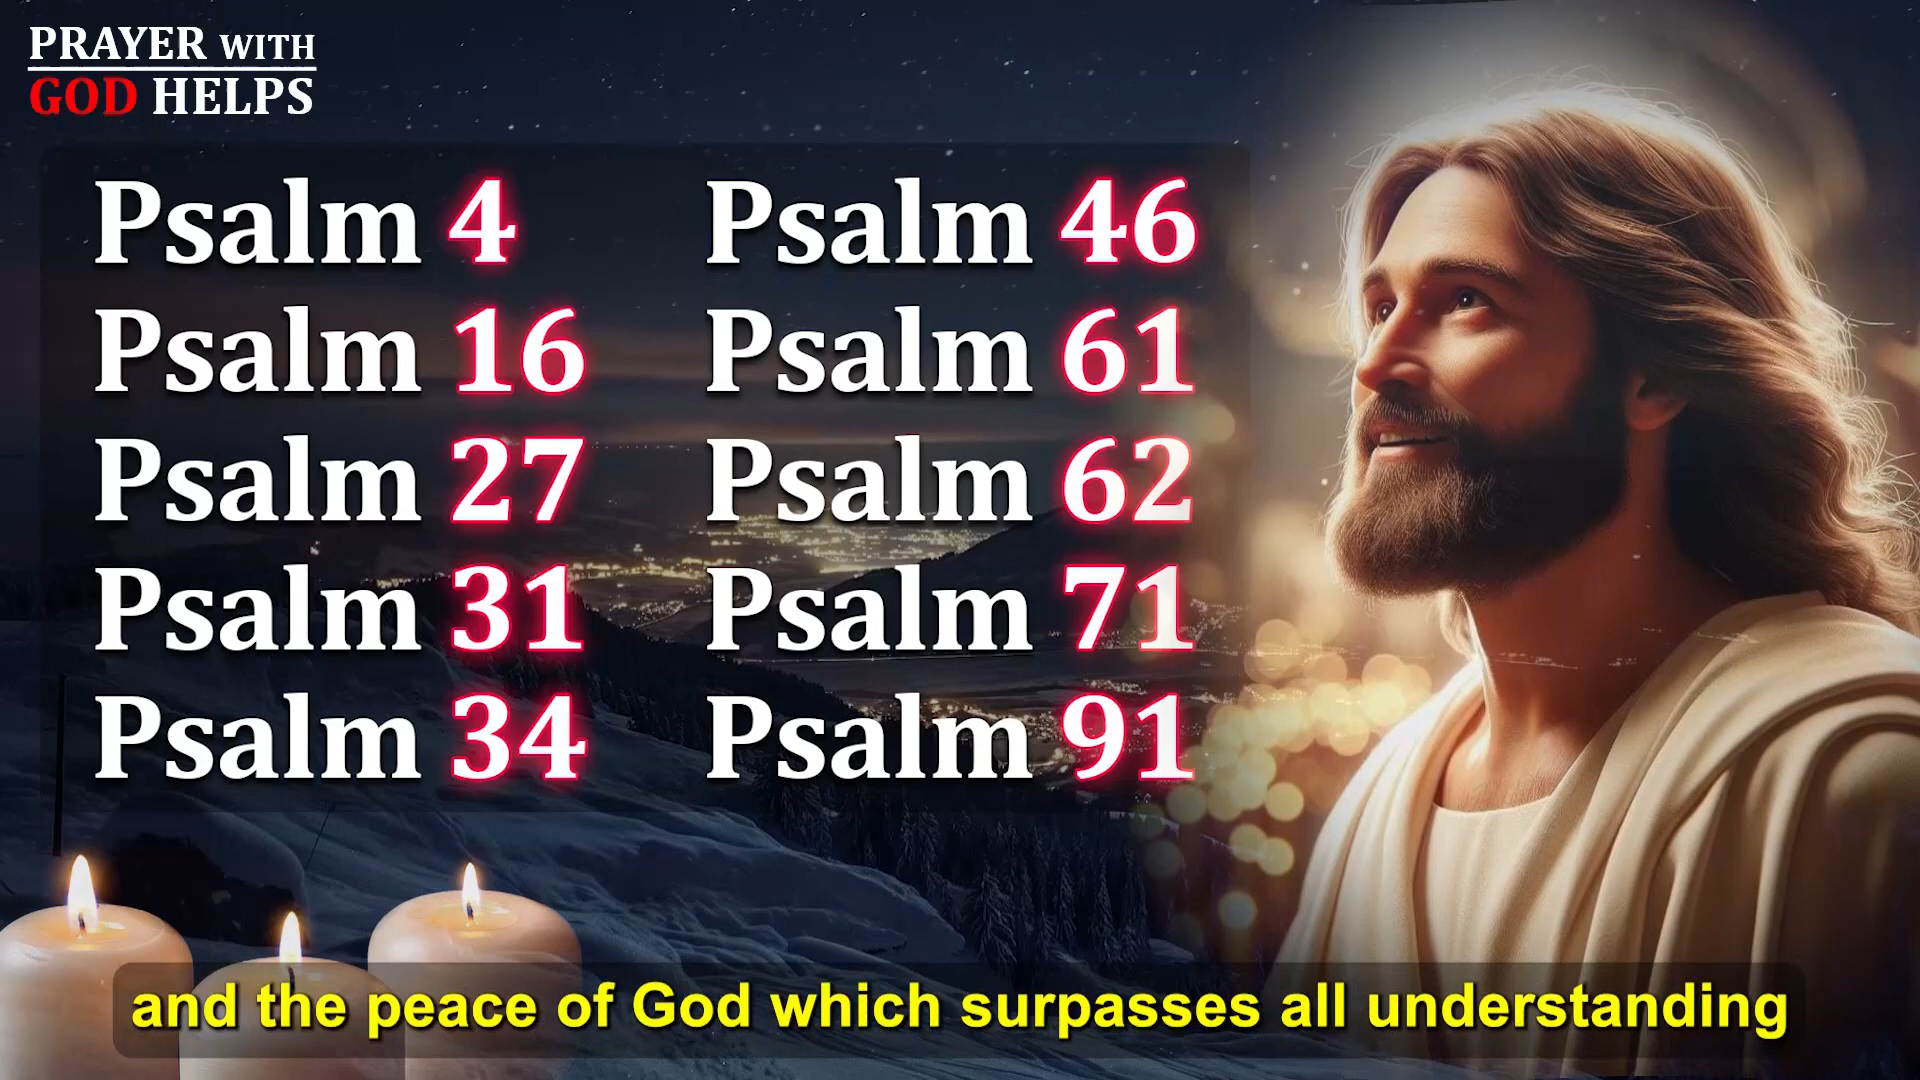 PRAYER WITH
GOD HELPS
Psalm 4
Psalm 16
Psalm 27
Psalm 31
Psalm 34
Psalm 46
Psalm 61
Psalm 62
Psalm 71
Psalm 91
and the peace of God which surpasses all understanding